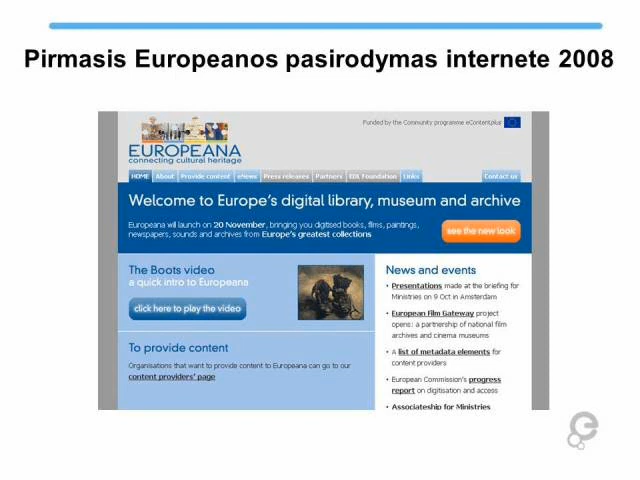 Pirmasis Europeanos pasirodymas internete 2008
Funded by the Community programme eContentplus
EUROPEANA
connecting cultural heritage
HOME About Provide content eNews Press releases Partners EDL Foundation Links Contact us
Welcome to Europe's digital library, museum and archive
Europeana will launch on 20 November, bringing you digitised books, films, paintings,
newspapers, sounds and archives from Europe's greatest collections
see the new look
The Boots video
a quick intro to Europeana
click here to play the video
To provide content
Organisations that want to provide content to Europeana can go to our
content providers' page
News and events
• Presentations made at the briefing for
Ministries on 9 Oct in Amsterdam
• European Film Gateway project
opens: a partnership of national film
archives and cinema museums
• A list of metadata elements for
content providers
• European Commission's progress
report on digitisation and access
• Associateship for Ministries